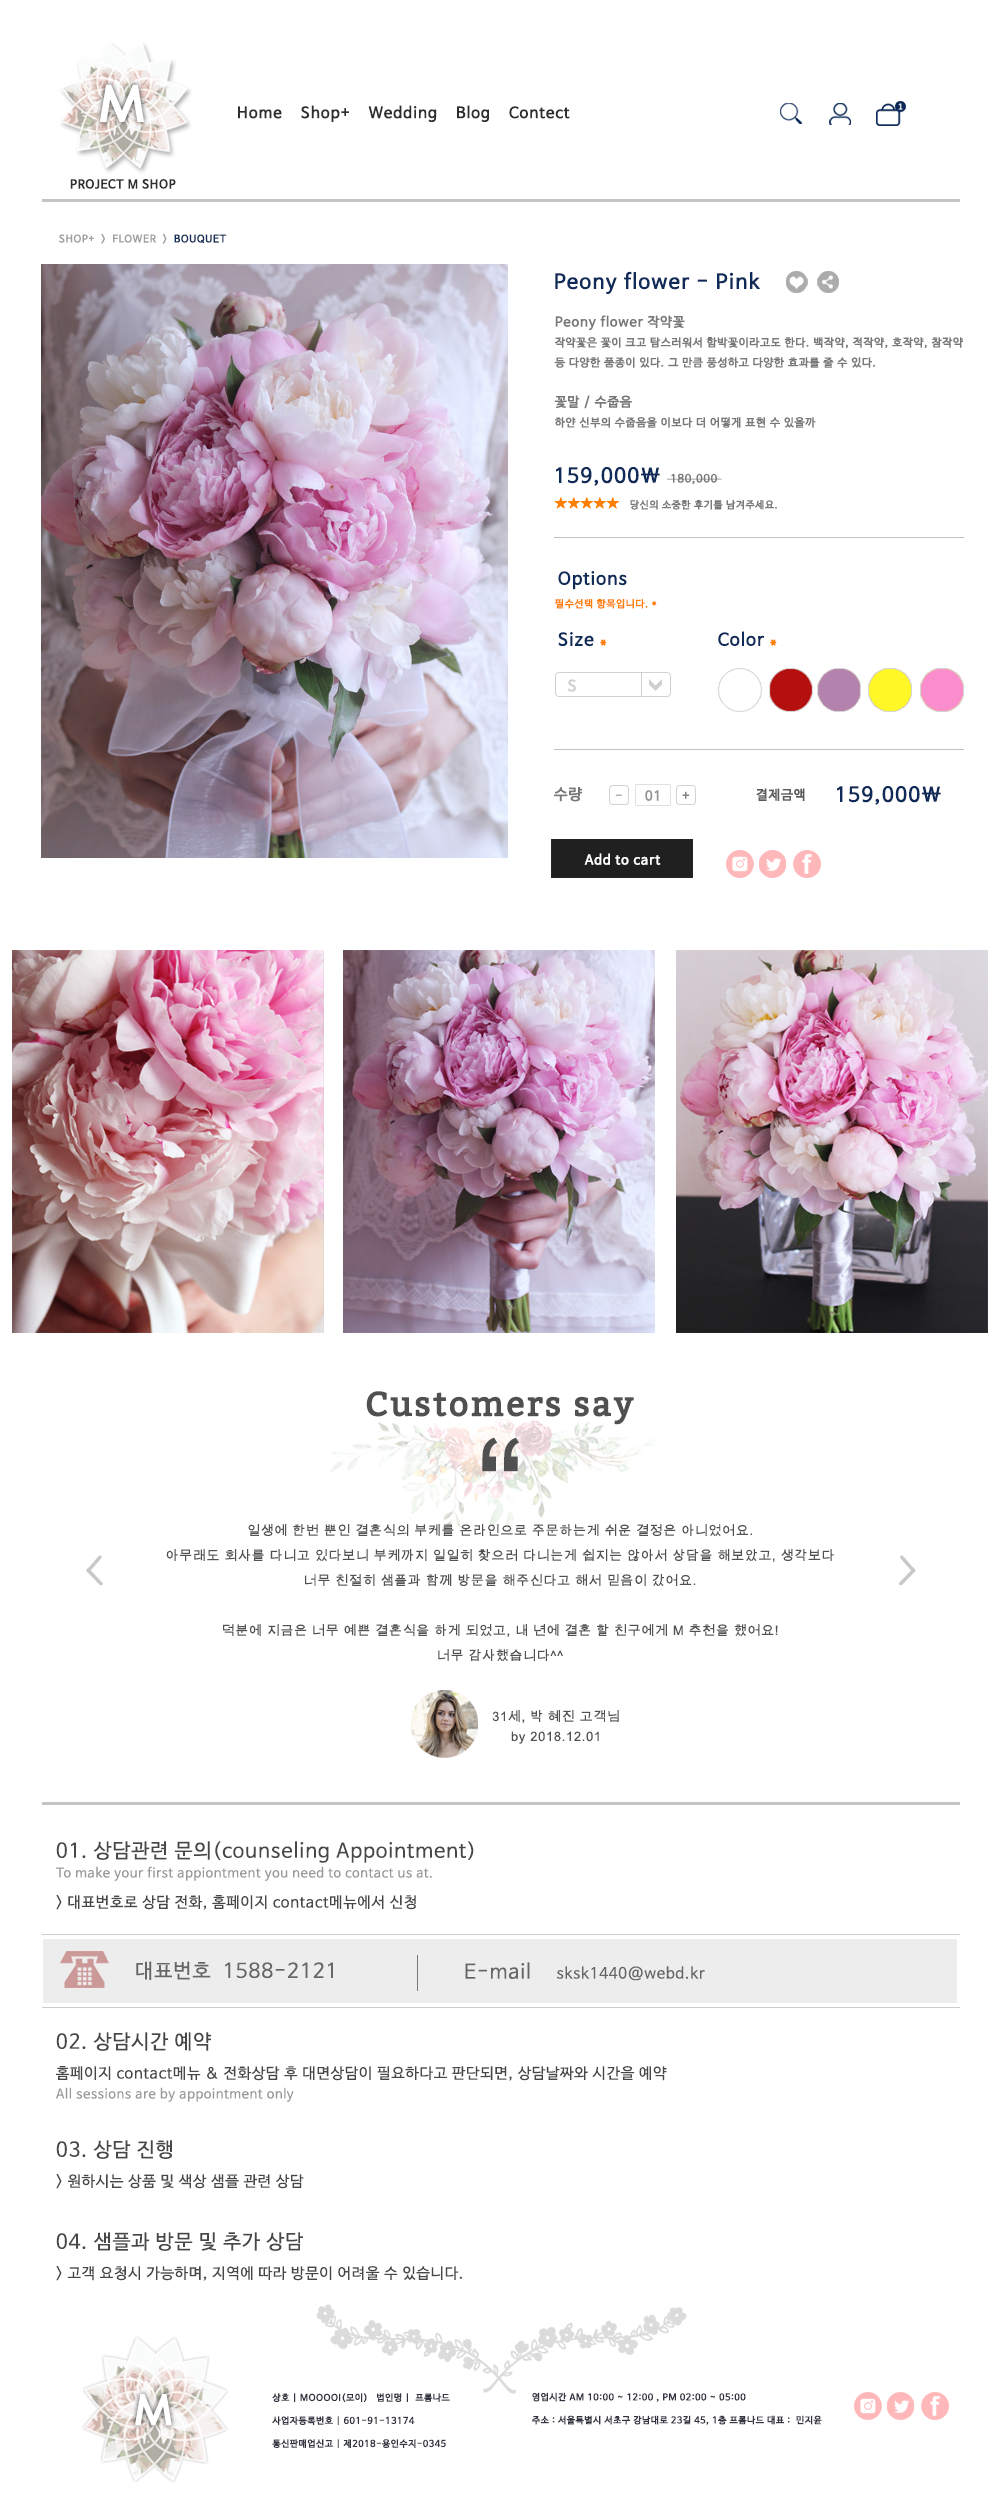 M
PROJECT M SHOP
Home Shop+ Wedding Blog Contect
1
SHOP+ > FLOWER > BOUQUET
Peony flower - Pink
Peony flower 작약꽃
작약꽃은 꽃이 크고 탐스러워서 함박꽃이라고도 한다. 백작약, 적작약, 호작약, 참작약
등 다양한 품종이 있다. 그 만큼 풍성하고 다양한 효과를 줄 수 있다.
꽃말 / 수줍음
하얀 신부의 수줍음을 이보다 더 어떻게 표현 수 있을까
159,000₩ 180,000
★★★★★ 당신의 소중한 후기를 남겨주세요.
Options
필수선택 항목입니다. *
Size * Color *
S
수량 - 01 + 결제금액 159,000₩
Add to cart
Customers say
“
일생에 한번 뿐인 결혼식의 부케를 온라인으로 주문하는게 쉬운 결정은 아니었어요.
아무래도 회사를 다니고 있다보니 부케까지 일일히 찾으러 다니는게 쉽지는 않아서 상담을 해보았고, 생각보다
너무 친절히 샘플과 함께 방문을 해주신다고 해서 믿음이 갔어요.
덕분에 지금은 너무 예쁜 결혼식을 하게 되었고, 내 년에 결혼 할 친구에게 M 추천을 했어요!
너무 감사했습니다^^
31세, 박 혜진 고객님
by 2018.12.01
01. 상담관련 문의(counseling Appointment)
To make your first appiontment you need to contact us at.
> 대표번호로 상담 전화, 홈페이지 contact메뉴에서 신청
대표번호 1588-2121 | E-mail sksk1440@webd.kr
02. 상담시간 예약
홈페이지 contact메뉴 & 전화상담 후 대면상담이 필요하다고 판단되면, 상담날짜와 시간을 예약
All sessions are by appointment only
03. 상담 진행
> 원하시는 상품 및 색상 샘플 관련 상담
04. 샘플과 방문 및 추가 상담
> 고객 요청시 가능하며, 지역에 따라 방문이 어려울 수 있습니다.
M
상호 | MOOOOI(모이) 법인명 | 프롬나드
사업자등록번호 | 601-91-13174
통신판매업신고 | 제2018-용인수지-0345
영업시간 AM 10:00 ~ 12:00 , PM 02:00 ~ 05:00
주소 : 서울특별시 서초구 강남대로 23길 45, 1층 프롬나드 대표 : 민지윤